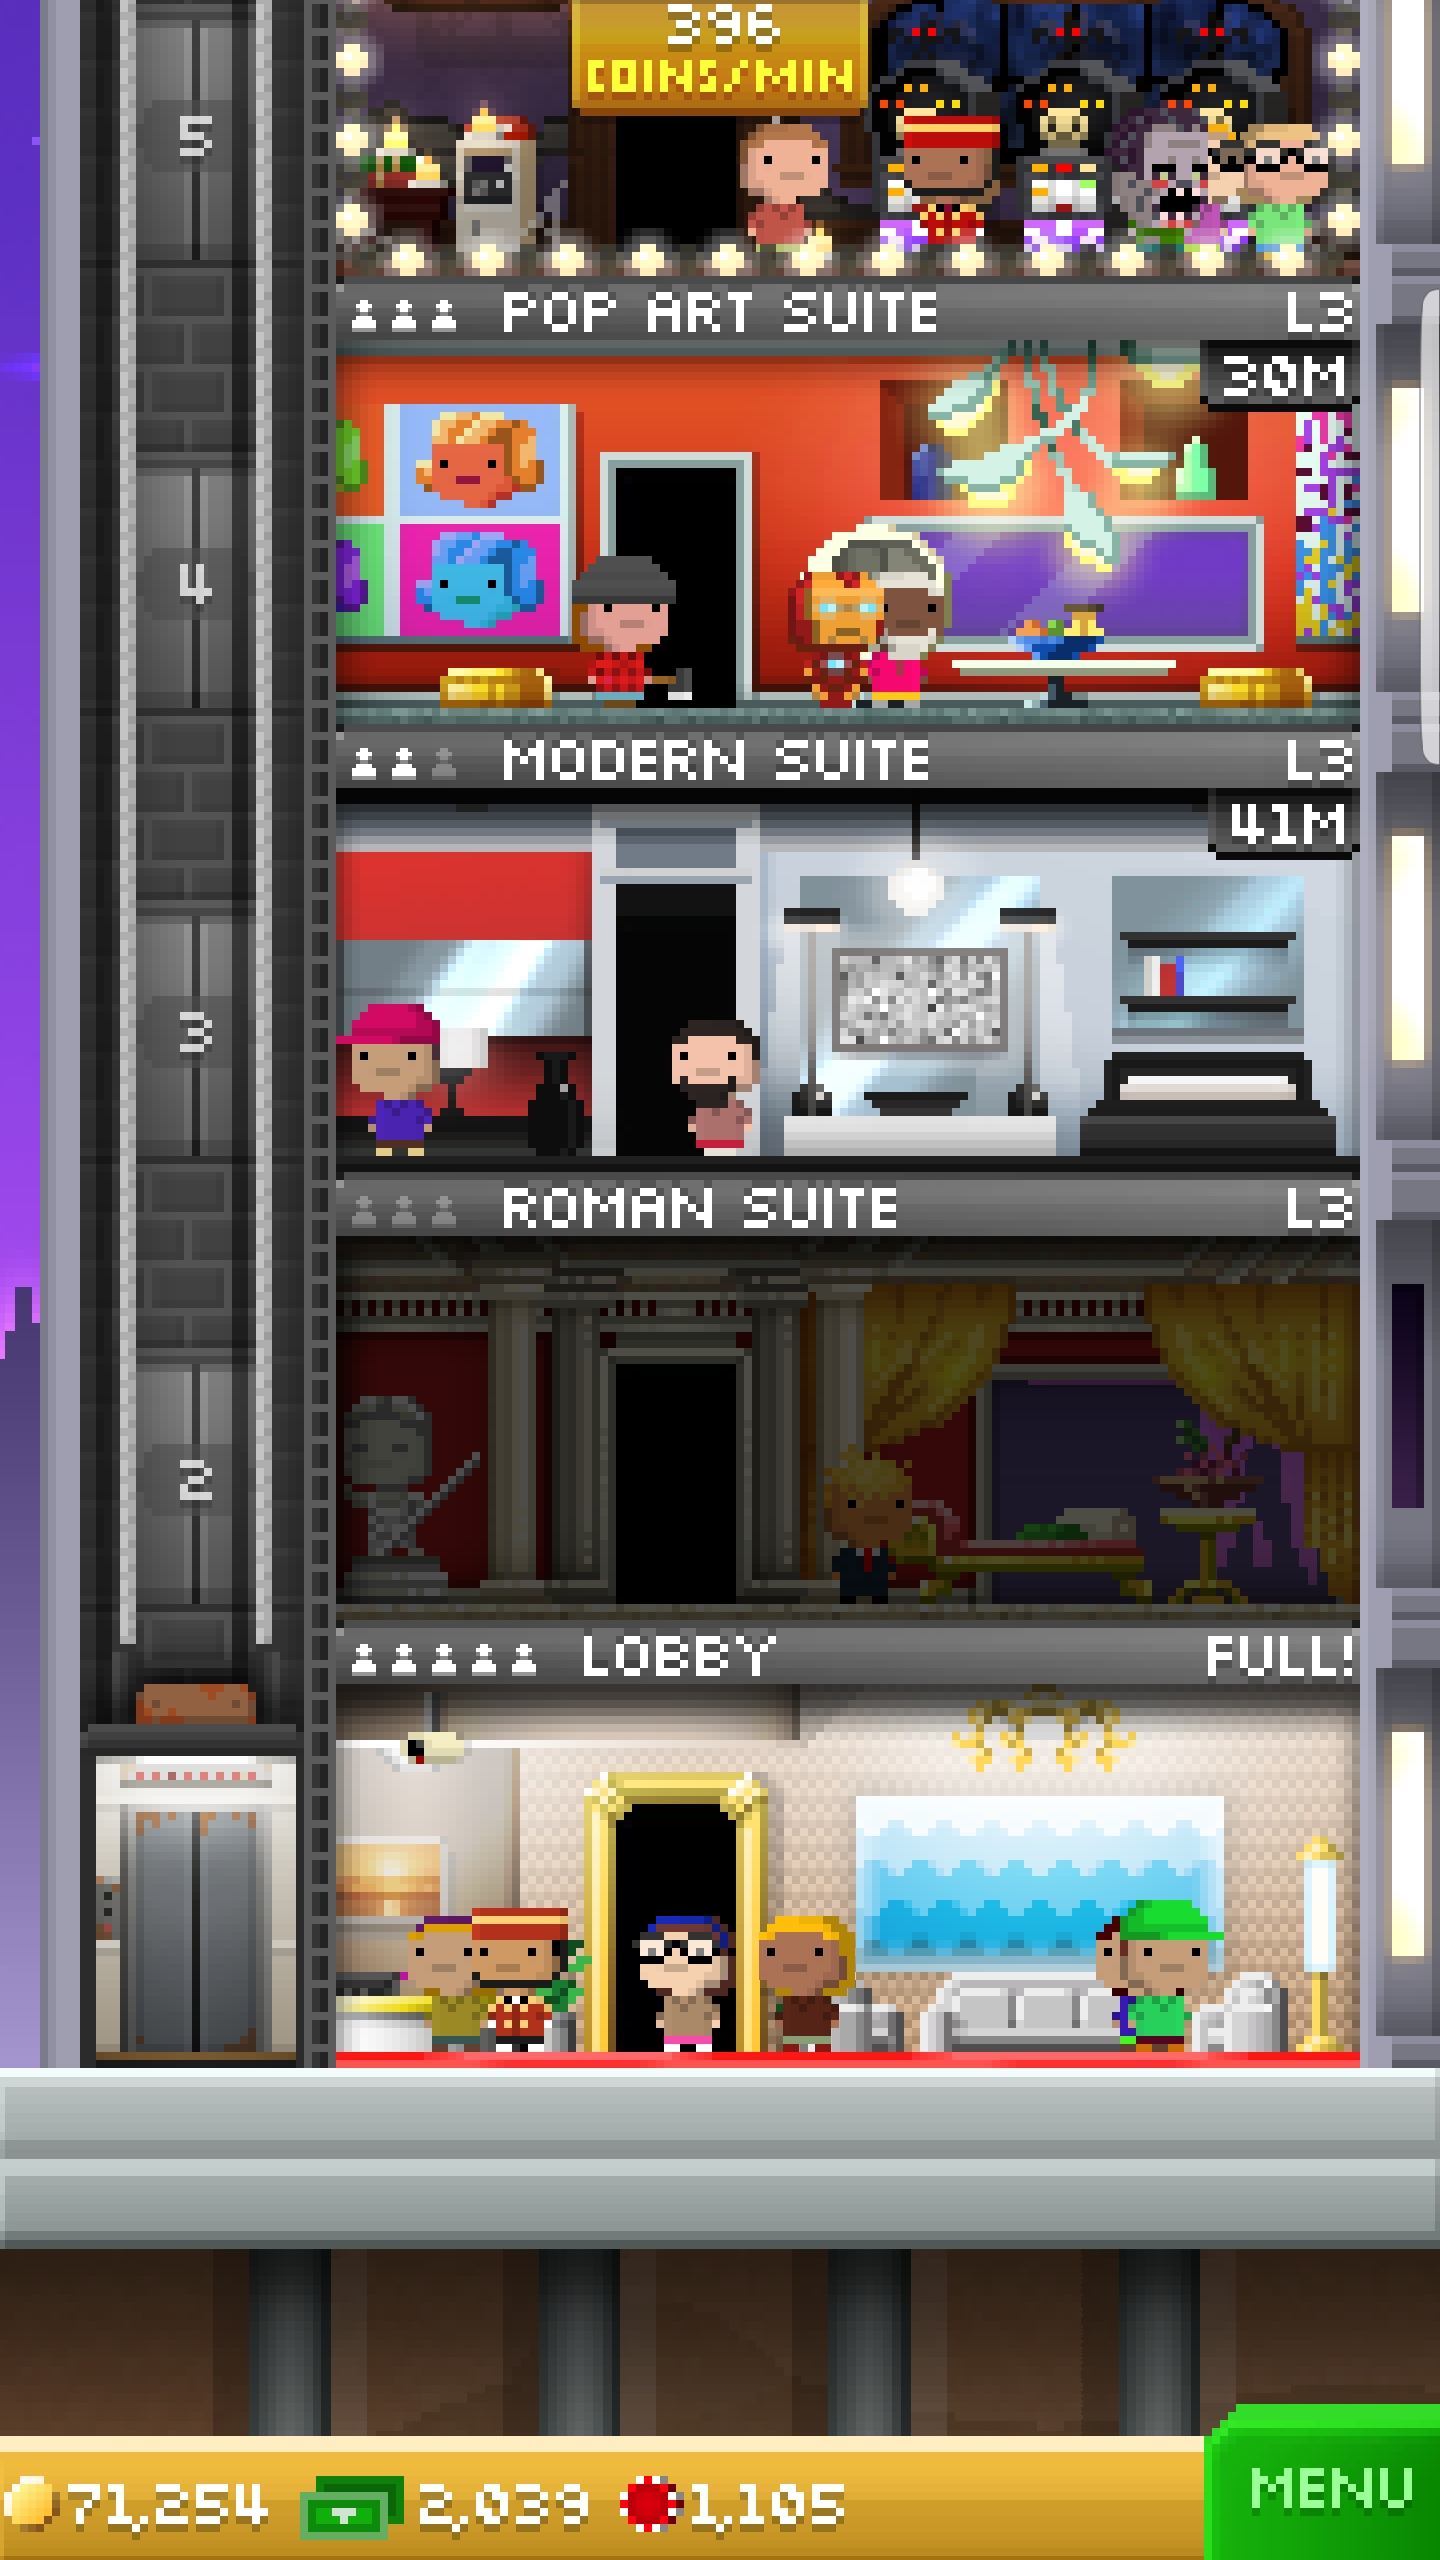 396
COINS/MIN
5
POP ART SUITE L3
30M
4
MODERN SUITE L3
41M
3
ROMAN SUITE L3
2
LOBBY FULL!
71,254 2,039 1,105 MENU